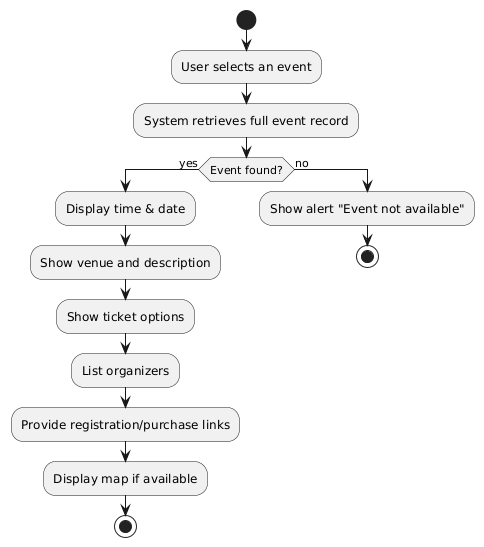 User selects an event
System retrieves full event record
yes
Event found?
no
Display time & date
Show alert "Event not available"
Show venue and description
Show ticket options
List organizers
Provide registration/purchase links
Display map if available